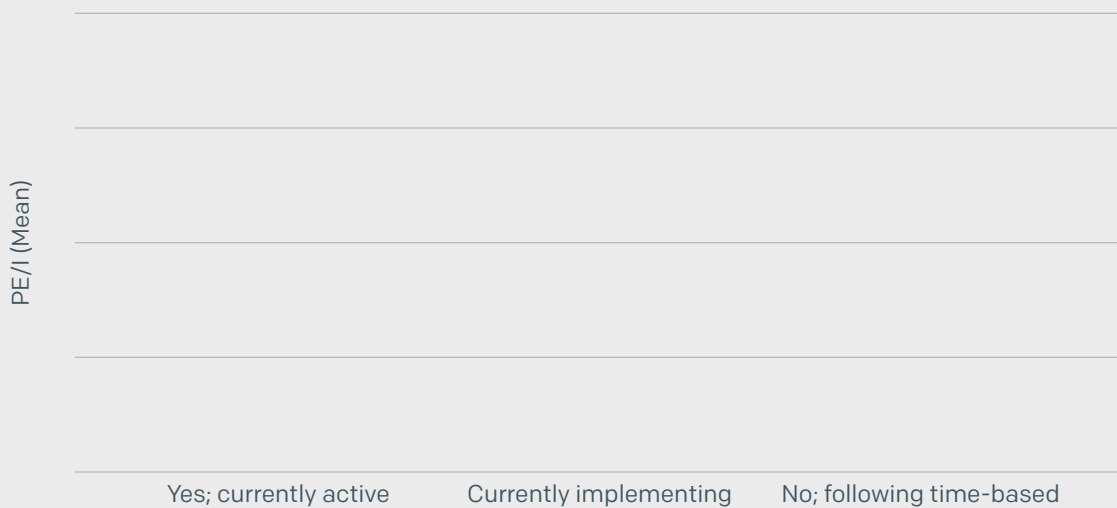 PE/I (Mean)
Yes; currently active
Currently implementing
No; following time-based